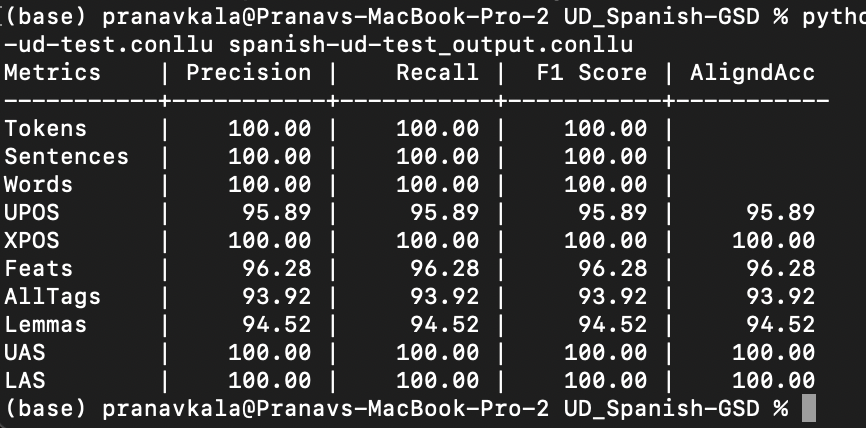 (base) pranavkala@Pranavs-MacBook-Pro-2 UD_Spanish-GSD % pytho
-ud-test.conllu spanish-ud-test_output.conllu
Metrics    | Precision |    Recall |  F1 Score | AligndAcc
-----------+-----------+-----------+-----------+-----------
Tokens     |    100.00 |    100.00 |    100.00 |
Sentences  |    100.00 |    100.00 |    100.00 |
Words      |    100.00 |    100.00 |    100.00 |
UPOS       |     95.89 |     95.89 |     95.89 |     95.89
XPOS       |    100.00 |    100.00 |    100.00 |    100.00
Feats      |     96.28 |     96.28 |     96.28 |     96.28
AllTags    |     93.92 |     93.92 |     93.92 |     93.92
Lemmas     |     94.52 |     94.52 |     94.52 |     94.52
UAS        |    100.00 |    100.00 |    100.00 |    100.00
LAS        |    100.00 |    100.00 |    100.00 |    100.00
(base) pranavkala@Pranavs-MacBook-Pro-2 UD_Spanish-GSD %